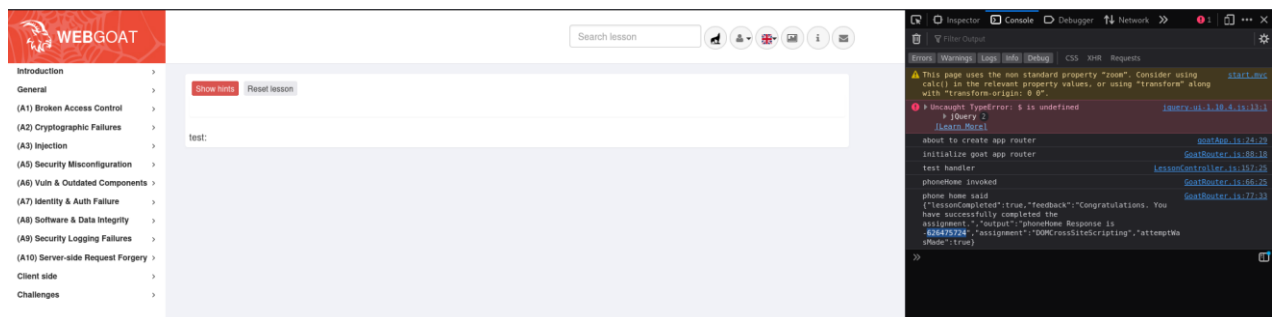 WEBGOAT
Search lesson
i
Introduction
General
(A1) Broken Access Control
(A2) Cryptographic Failures
(A3) Injection
(A5) Security Misconfiguration
(A6) Vuln & Outdated Components
(A7) Identity & Auth Failure
(A8) Software & Data Integrity
(A9) Security Logging Failures
(A10) Server-side Request Forgery
Client side
Challenges
Show hints Reset lesson
test:
Inspector Console Debugger Network 1
Filter Output
Errors Warnings Logs Info Debug CSS XHR Requests
This page uses the non standard property "zoom". Consider using start.mvc
calc() in the relevant property values, or using "transform" along
with "transform-origin: 0 0".
Uncaught TypeError: $ is undefined jquery-ui-1.10.4.js:13:1
jQuery 2
[Learn More]
about to create app router goatApp.js:24:29
initialize goat app router GoatRouter.js:88:18
test handler LessonController.js:157:25
phoneHome invoked GoatRouter.js:66:25
phone home said GoatRouter.js:77:33
{"lessonCompleted":true,"feedback":"Congratulations. You
have successfully completed the
assignment.","output":"phoneHome Response is
-626475724","assignment":"DOMCrossSiteScripting","attemptWa
sMade":true}